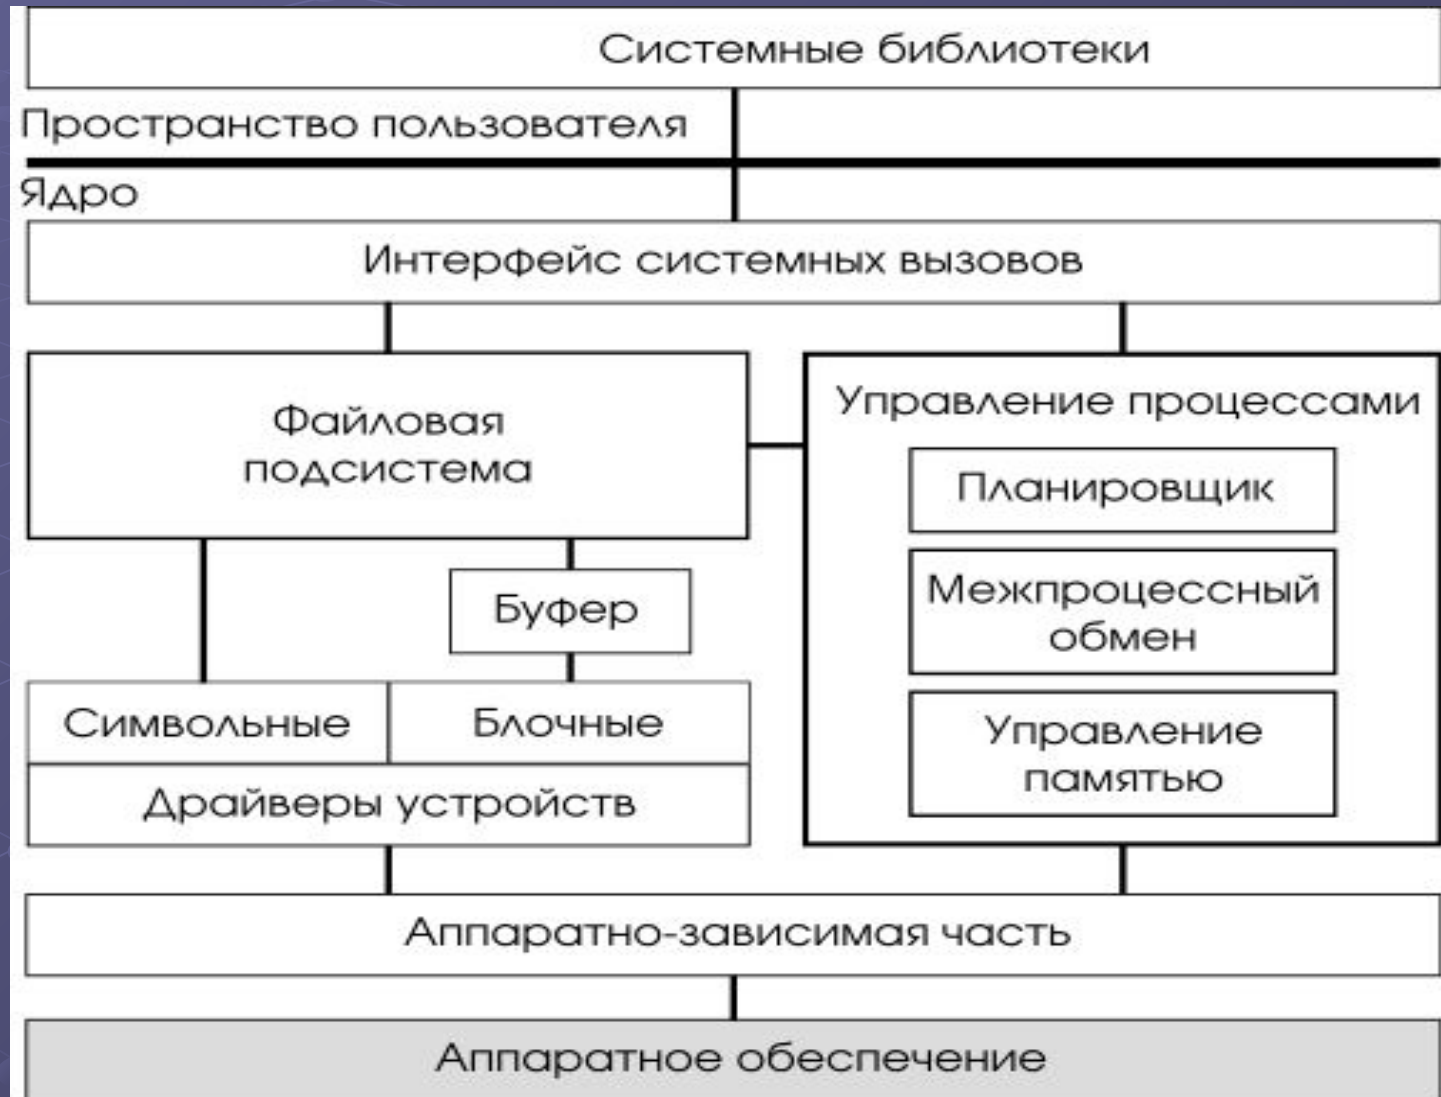 Системные библиотеки
Пространство пользователя
Ядро
Интерфейс системных вызовов
Файловая
подсистема
Управление процессами
Планировщик
Межпроцессный
обмен
Управление
памятью
Буфер
Символьные
Блочные
Драйверы устройств
Аппаратно-зависимая часть
Аппаратное обеспечение